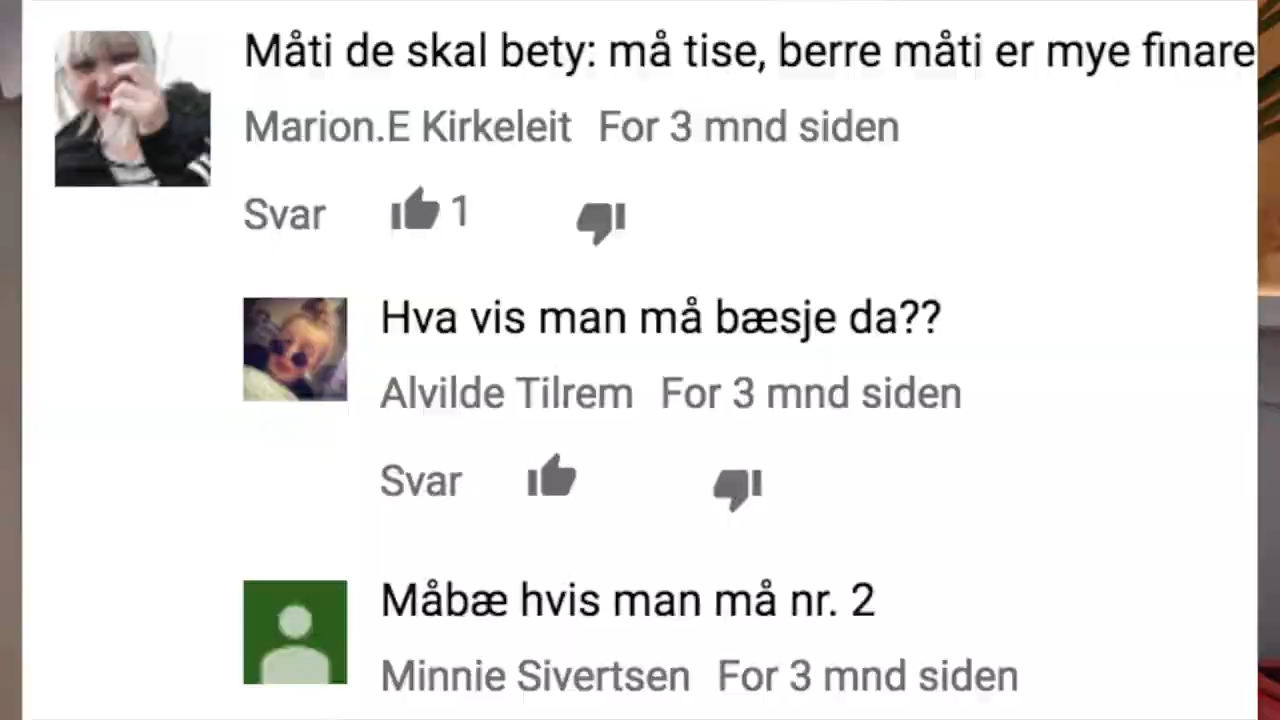 Måti de skal bety: må tise, berre måti er mye finare
Marion.E Kirkeleit For 3 mnd siden
Svar 1
Hva vis man må bæsje da??
Alvilde Tilrem For 3 mnd siden
Svar
Måbæ hvis man må nr. 2
Minnie Sivertsen For 3 mnd siden